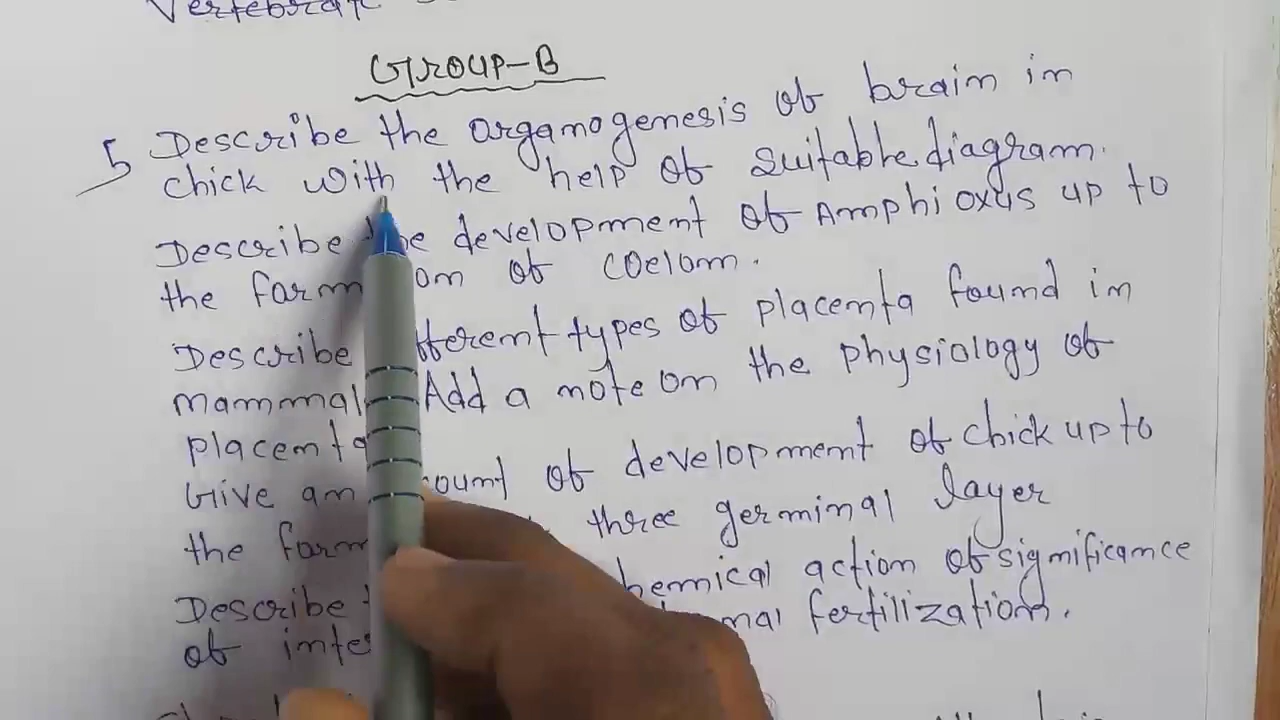 Vertebrat
Group-B
5 Describe the organogenesis of brain in
chick with the help of suitable diagram.
Describe the development of Amphioxus up to
the form on of coelom.
Describe fferent types of placenta found in
mammal Add a note on the physiology of
placenta
Give an ount of development of chick up to
the form three germinal layer
Describe hemical action of significance
of inte nal fertilization.